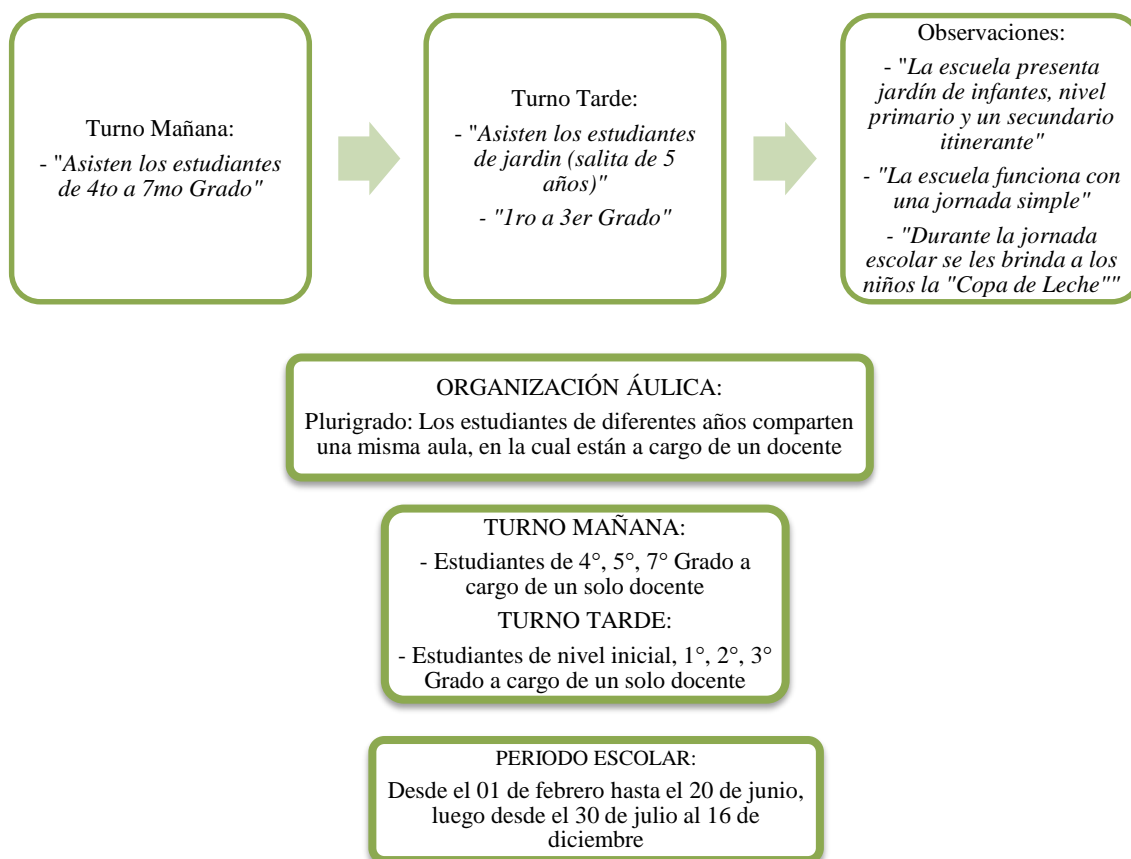 Turno Mañana:
- "Asisten los estudiantes
de 4to a 7mo Grado"
Turno Tarde:
- "Asisten los estudiantes
de jardin (salita de 5
años)"
- "1ro a 3er Grado"
Observaciones:
- "La escuela presenta
jardín de infantes, nivel
primario y un secundario
itinerante"
- "La escuela funciona con
una jornada simple"
- "Durante la jornada
escolar se les brinda a los
niños la "Copa de Leche""
ORGANIZACIÓN ÁULICA:
Plurigrado: Los estudiantes de diferentes años comparten
una misma aula, en la cual están a cargo de un docente
TURNO MAÑANA:
- Estudiantes de 4°, 5°, 7° Grado a
cargo de un solo docente
TURNO TARDE:
- Estudiantes de nivel inicial, 1°, 2°, 3°
Grado a cargo de un solo docente
PERIODO ESCOLAR:
Desde el 01 de febrero hasta el 20 de junio,
luego desde el 30 de julio al 16 de
diciembre